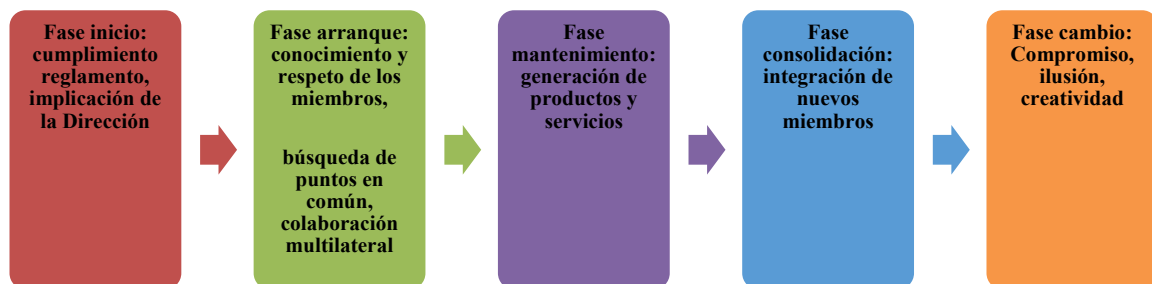 Fase inicio:
cumplimiento
reglamento,
implicación de
la Dirección
Fase arranque:
conocimiento y
respeto de los
miembros,
búsqueda de
puntos en
común,
colaboración
multilateral
Fase
mantenimiento:
generación de
productos y
servicios
Fase
consolidación:
integración de
nuevos
miembros
Fase cambio:
Compromiso,
ilusión,
creatividad